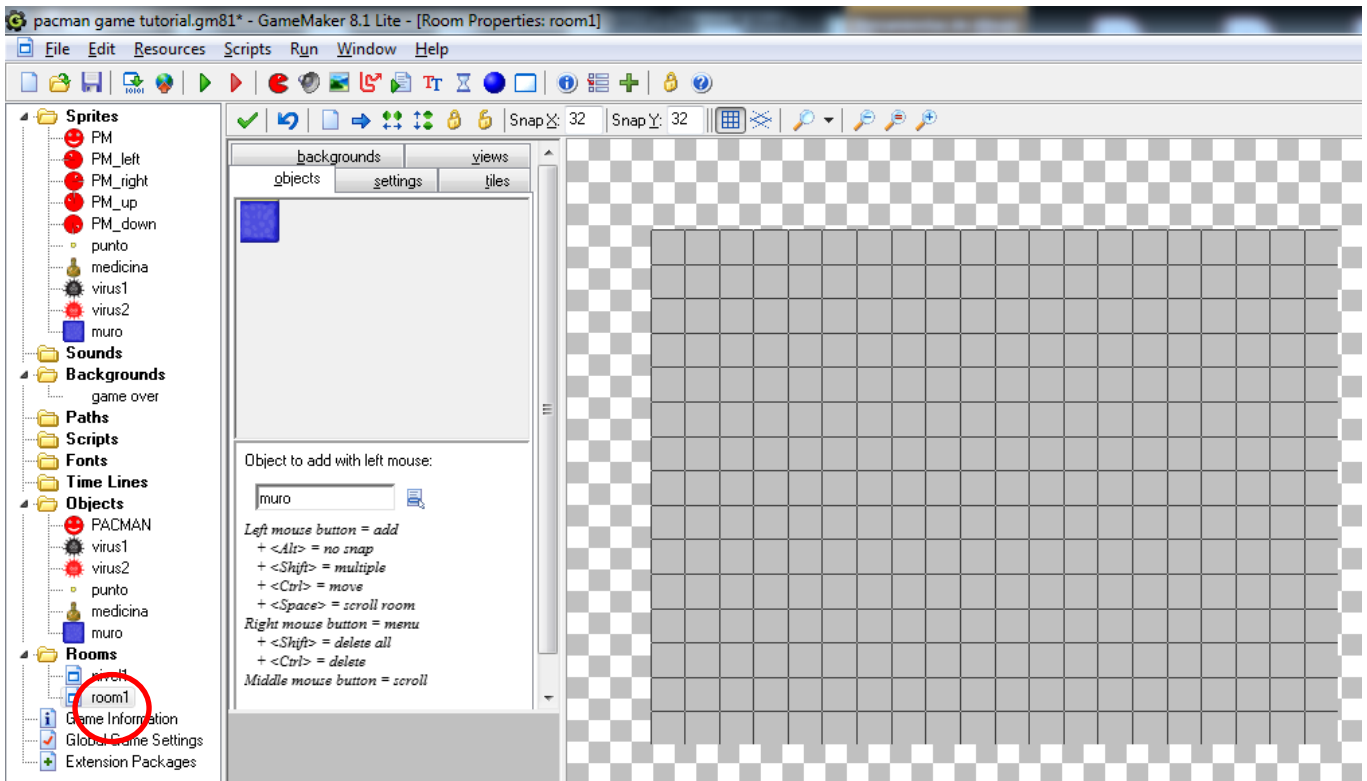 pacman game tutorial.gm81* - GameMaker 8.1 Lite - [Room Properties: room1]
File Edit Resources Scripts Run Window Help
Snap X: 32 Snap Y: 32
Sprites
PM
PM_left
PM_right
PM_up
PM_down
punto
medicina
virus1
virus2
muro
Sounds
Backgrounds
game over
Paths
Scripts
Fonts
Time Lines
Objects
PACMAN
virus1
virus2
punto
medicina
muro
Rooms
nivel1
room1
Game Information
Global Game Settings
Extension Packages
backgrounds views
objects settings tiles
Object to add with left mouse:
muro
Left mouse button = add
+ <Alt> = no snap
+ <Shift> = multiple
+ <Ctrl> = move
+ <Space> = scroll room
Right mouse button = menu
+ <Shift> = delete all
+ <Ctrl> = delete
Middle mouse button = scroll